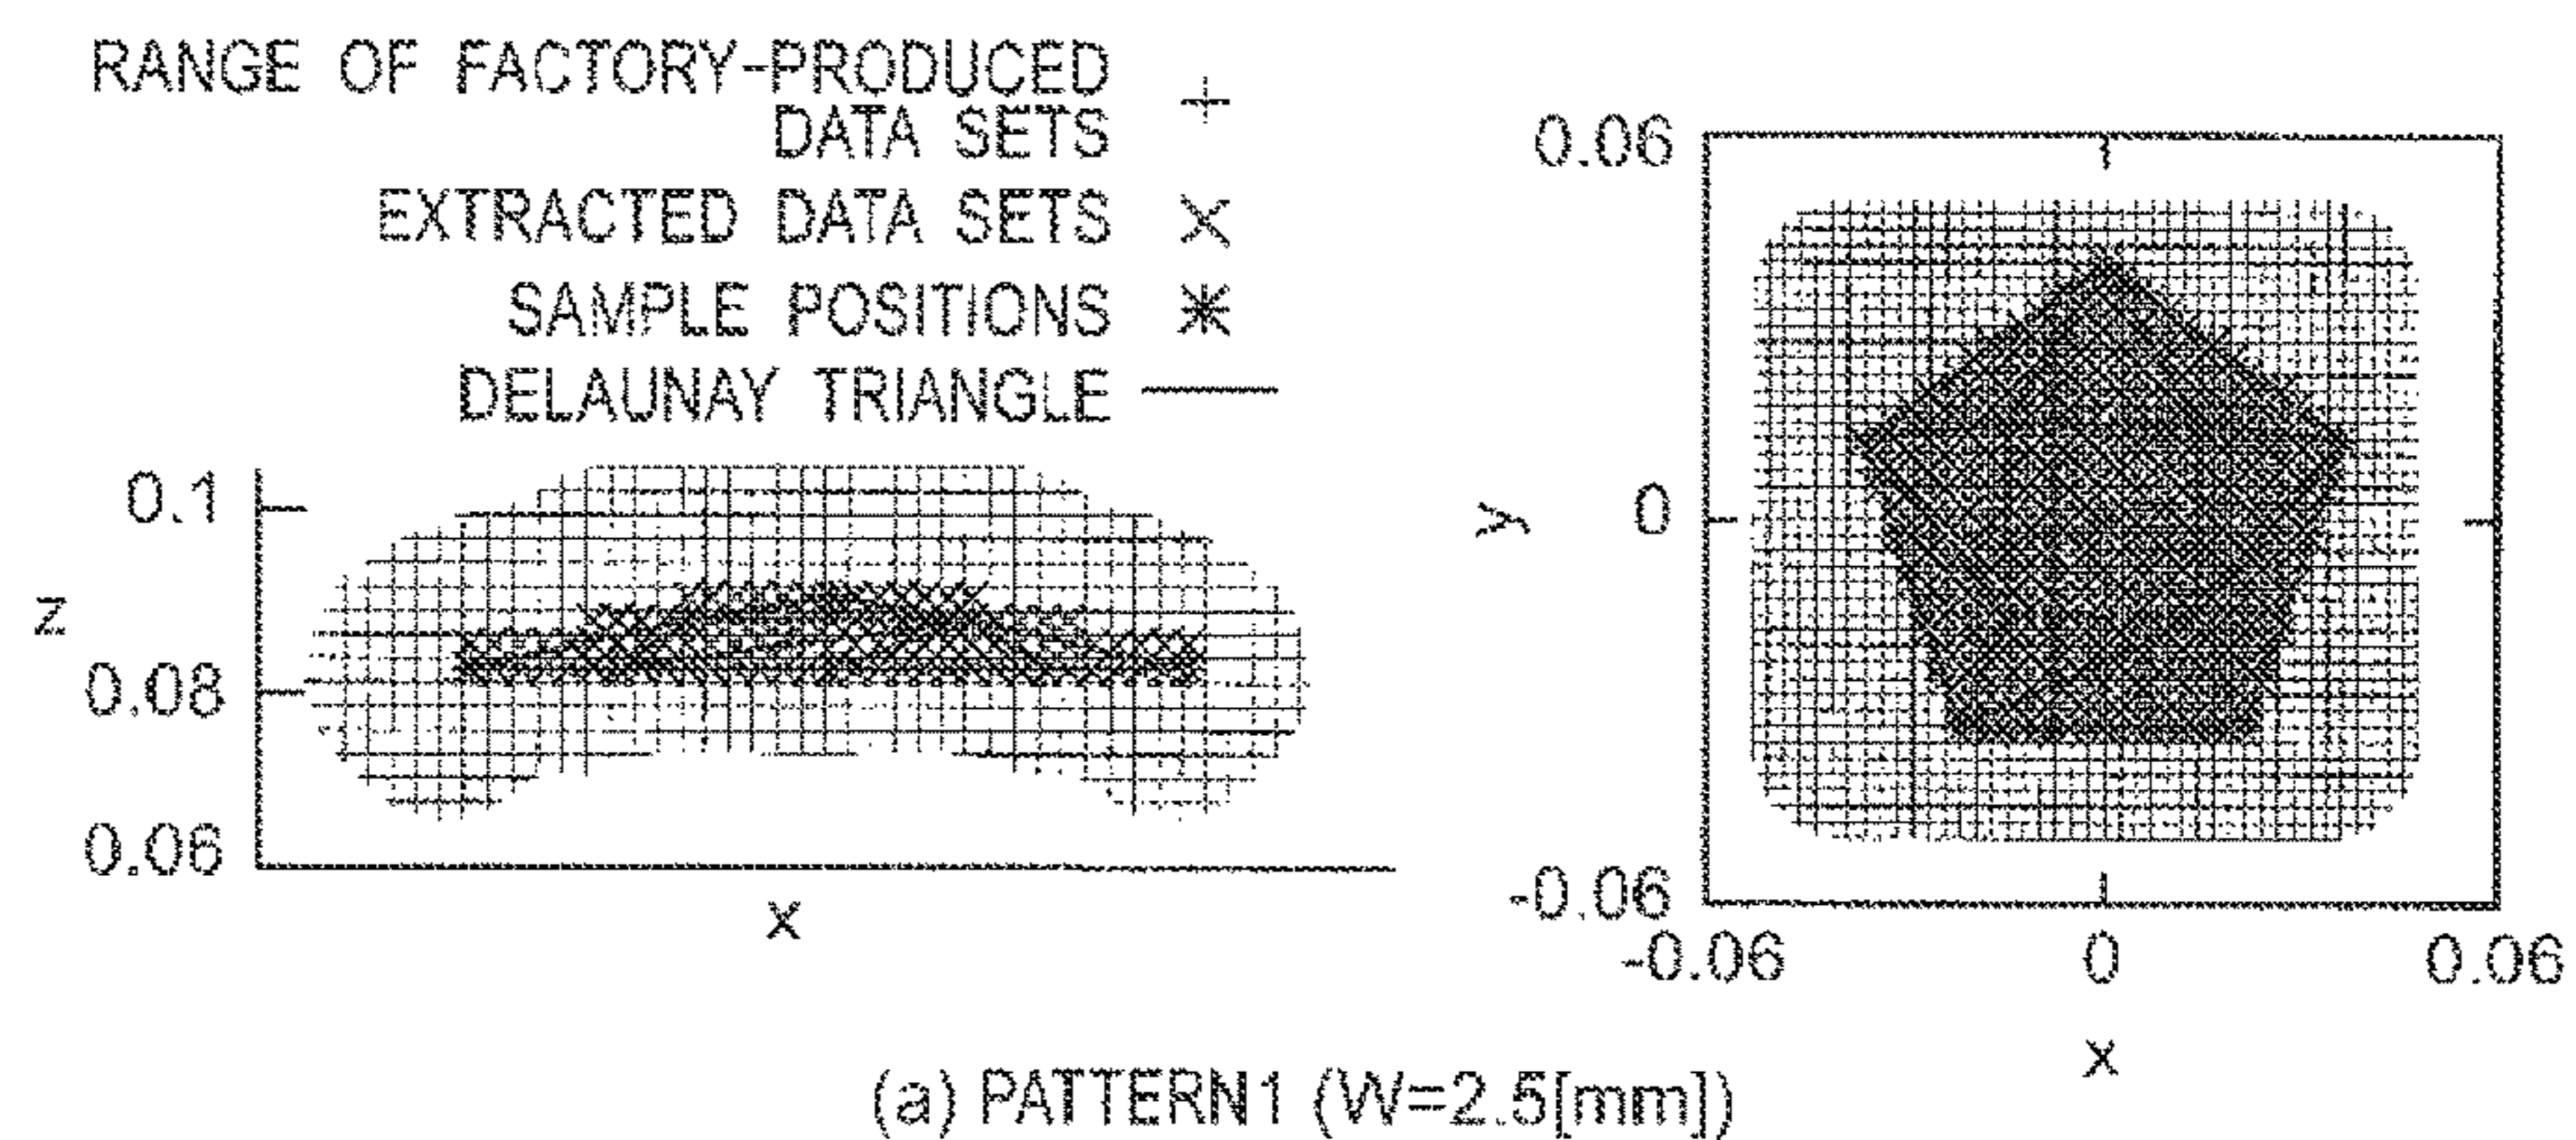 RANGE OF FACTORY-PRODUCED
DATA SETS
EXTRACTED DATA SETS
SAMPLE POSITIONS
DELAUNAY TRIANGLE
0.1
z
0.08
0.06
x
0.06
y
0
-0.06
-0.06 0 0.06
x
(a) PATTERN1 (W=2.5[mm])